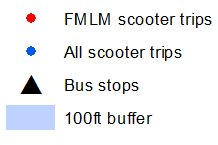 FMLM scooter trips
All scooter trips
Bus stops
100ft buffer